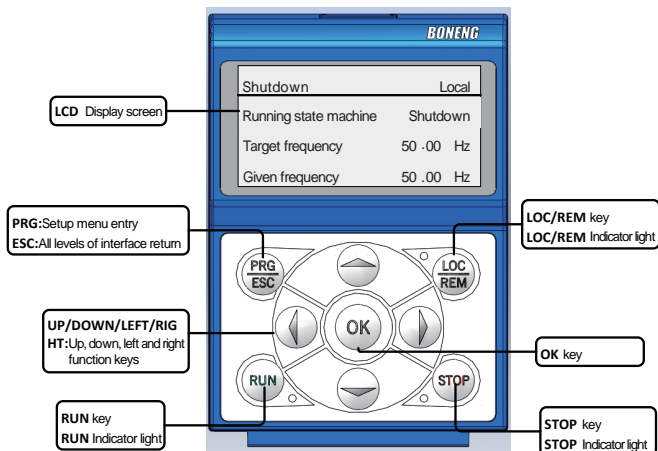 BONENG
Shutdown Local
Running state machine Shutdown
Target frequency 50.00 Hz
Given frequency 50.00 Hz
LCD Display screen
PRG:Setup menu entry
ESC:All levels of interface return
LOC/REM key
LOC/REM Indicator light
PRG
ESC
LOC
REM
UP/DOWN/LEFT/RIG
HT:Up, down, left and right
function keys
OK
OK key
RUN
STOP
RUN key
RUN Indicator light
STOP key
STOP Indicator light